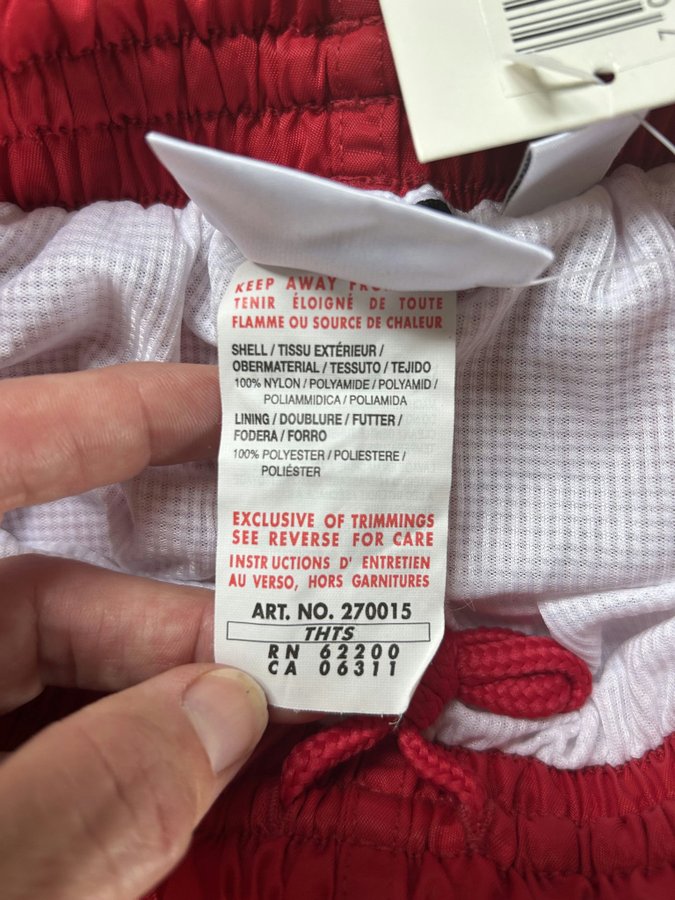 KEEP AWAY
TENIR ÉLOIGNÉ DE TOUTE
FLAMME OU SOURCE DE CHALEUR
SHELL / TISSU EXTÉRIEUR /
OBERMATERIAL / TESSUTO / TEJIDO
100% NYLON / POLYAMIDE / POLYAMID /
POLIAMMIDICA / POLIAMIDA
LINING / DOUBLURE / FUTTER /
FODERA / FORRO
100% POLYESTER / POLIESTERE /
POLIÉSTER
EXCLUSIVE OF TRIMMINGS
SEE REVERSE FOR CARE
INSTRUCTIONS D' ENTRETIEN
AU VERSO, HORS GARNITURES
ART. NO. 270015
THTS
RN 62200
CA 06311